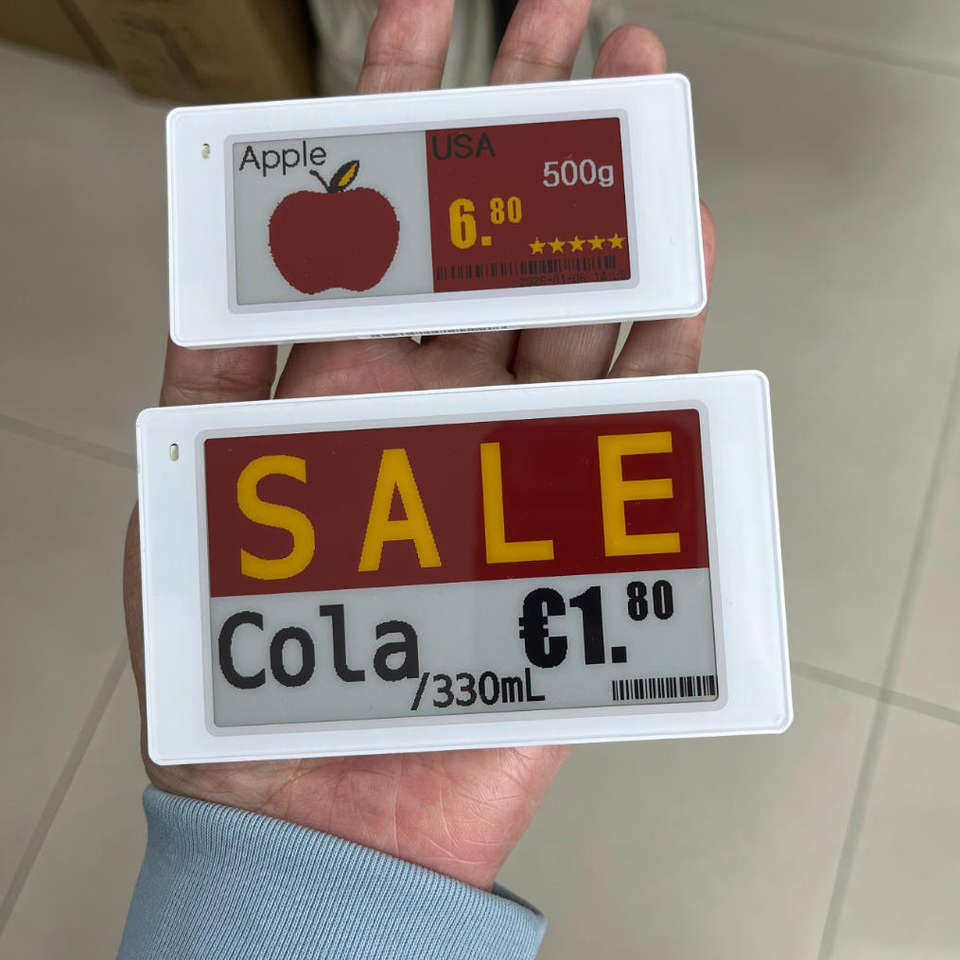 Apple
USA
500g
6.80
SALE
Cola
€1.80
/330mL